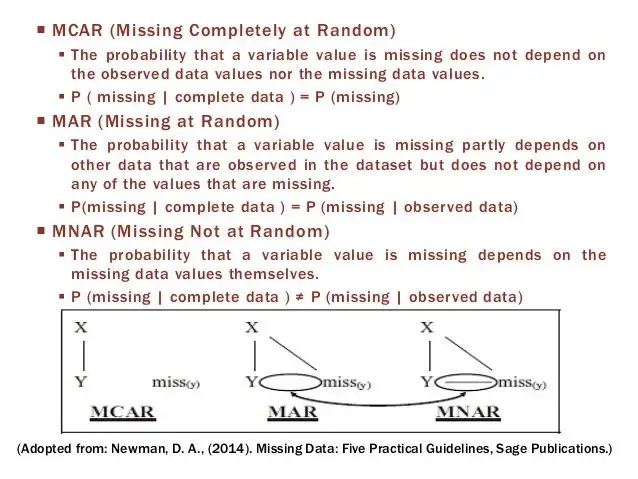 MCAR (Missing Completely at Random)
The probability that a variable value is missing does not depend on
the observed data values nor the missing data values.
P ( missing | complete data ) = P (missing)
MAR (Missing at Random)
The probability that a variable value is missing partly depends on
other data that are observed in the dataset but does not depend on
any of the values that are missing.
P(missing | complete data ) = P (missing | observed data)
MNAR (Missing Not at Random)
The probability that a variable value is missing depends on the
missing data values themselves.
P (missing | complete data ) ≠ P (missing | observed data)
X X X
Y miss(y) Y miss(y) Y miss(y)
MCAR MAR MNAR
(Adopted from: Newman, D. A., (2014). Missing Data: Five Practical Guidelines, Sage Publications.)